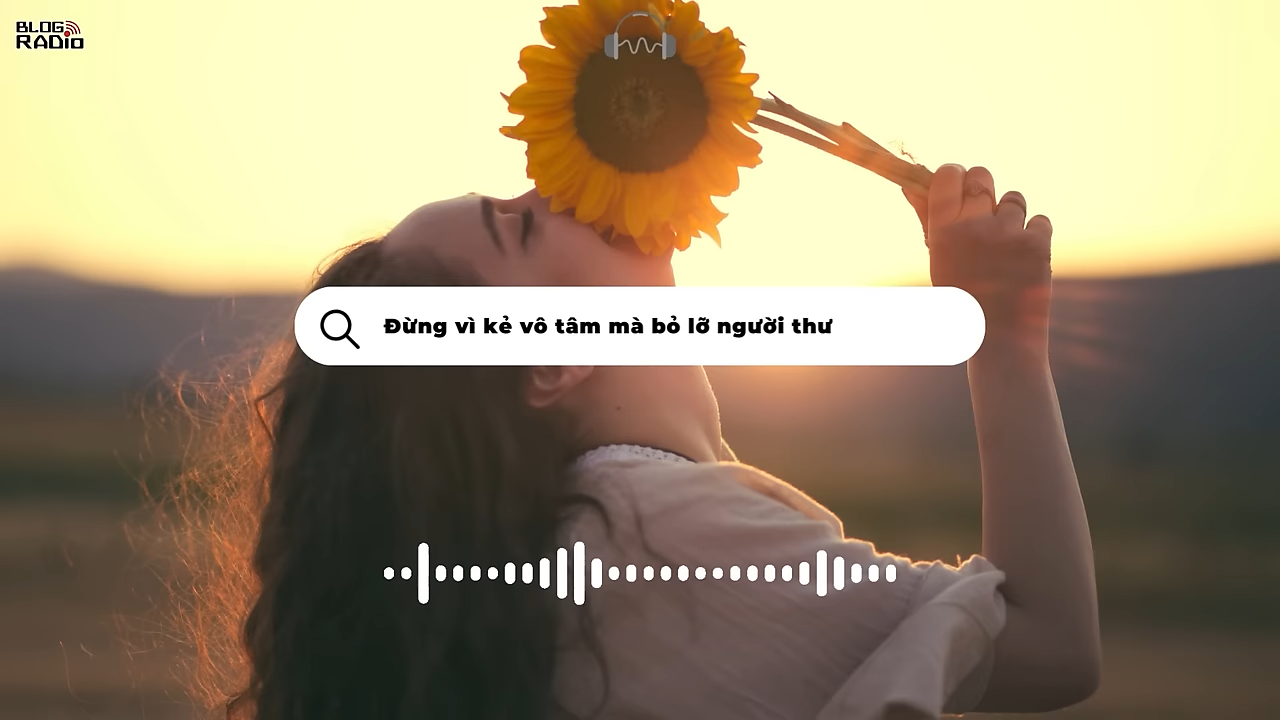 BLOG
RADIO
Đừng vì kẻ vô tâm mà bỏ lỡ người thư